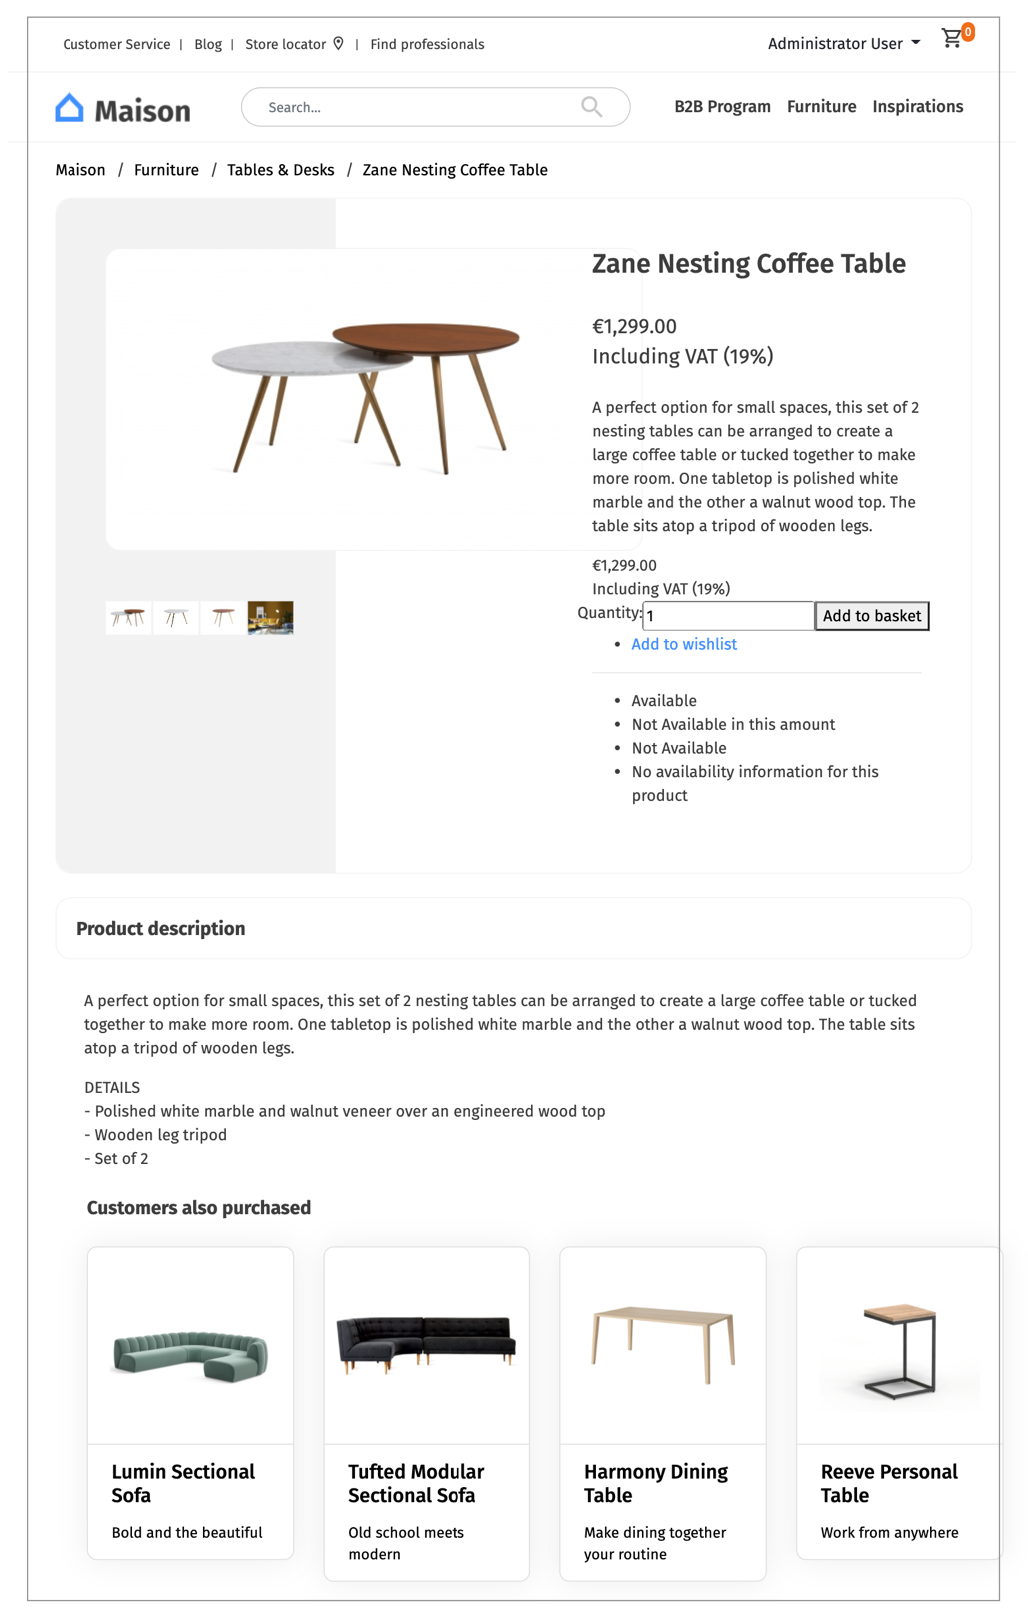 Customer Service | Blog | Store locator | Find professionals
Administrator User
0
Maison
Search...
B2B Program Furniture Inspirations
Maison / Furniture / Tables & Desks / Zane Nesting Coffee Table
Zane Nesting Coffee Table
€1,299.00
Including VAT (19%)
A perfect option for small spaces, this set of 2
nesting tables can be arranged to create a
large coffee table or tucked together to make
more room. One tabletop is polished white
marble and the other a walnut wood top. The
table sits atop a tripod of wooden legs.
€1,299.00
Including VAT (19%)
Quantity: 1 Add to basket
• Add to wishlist
• Available
• Not Available in this amount
• Not Available
• No availability information for this
product
Product description
A perfect option for small spaces, this set of 2 nesting tables can be arranged to create a large coffee table or tucked
together to make more room. One tabletop is polished white marble and the other a walnut wood top. The table sits
atop a tripod of wooden legs.
DETAILS
- Polished white marble and walnut veneer over an engineered wood top
- Wooden leg tripod
- Set of 2
Customers also purchased
Lumin Sectional
Sofa
Bold and the beautiful
Tufted Modular
Sectional Sofa
Old school meets
modern
Harmony Dining
Table
Make dining together
your routine
Reeve Personal
Table
Work from anywhere